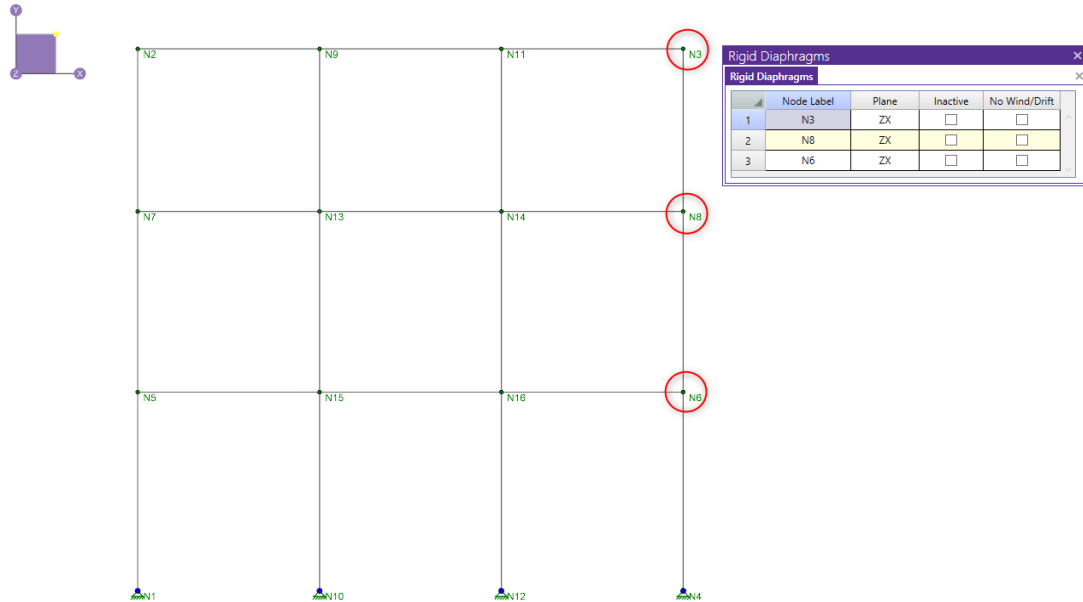 Y
Z X
N2 N9 N11 N3
Rigid Diaphragms
Rigid Diaphragms
Node Label Plane Inactive No Wind/Drift
1 N3 ZX
2 N8 ZX
3 N6 ZX
N7 N13 N14 N8
N5 N15 N16 N6
N1 N10 N12 N4